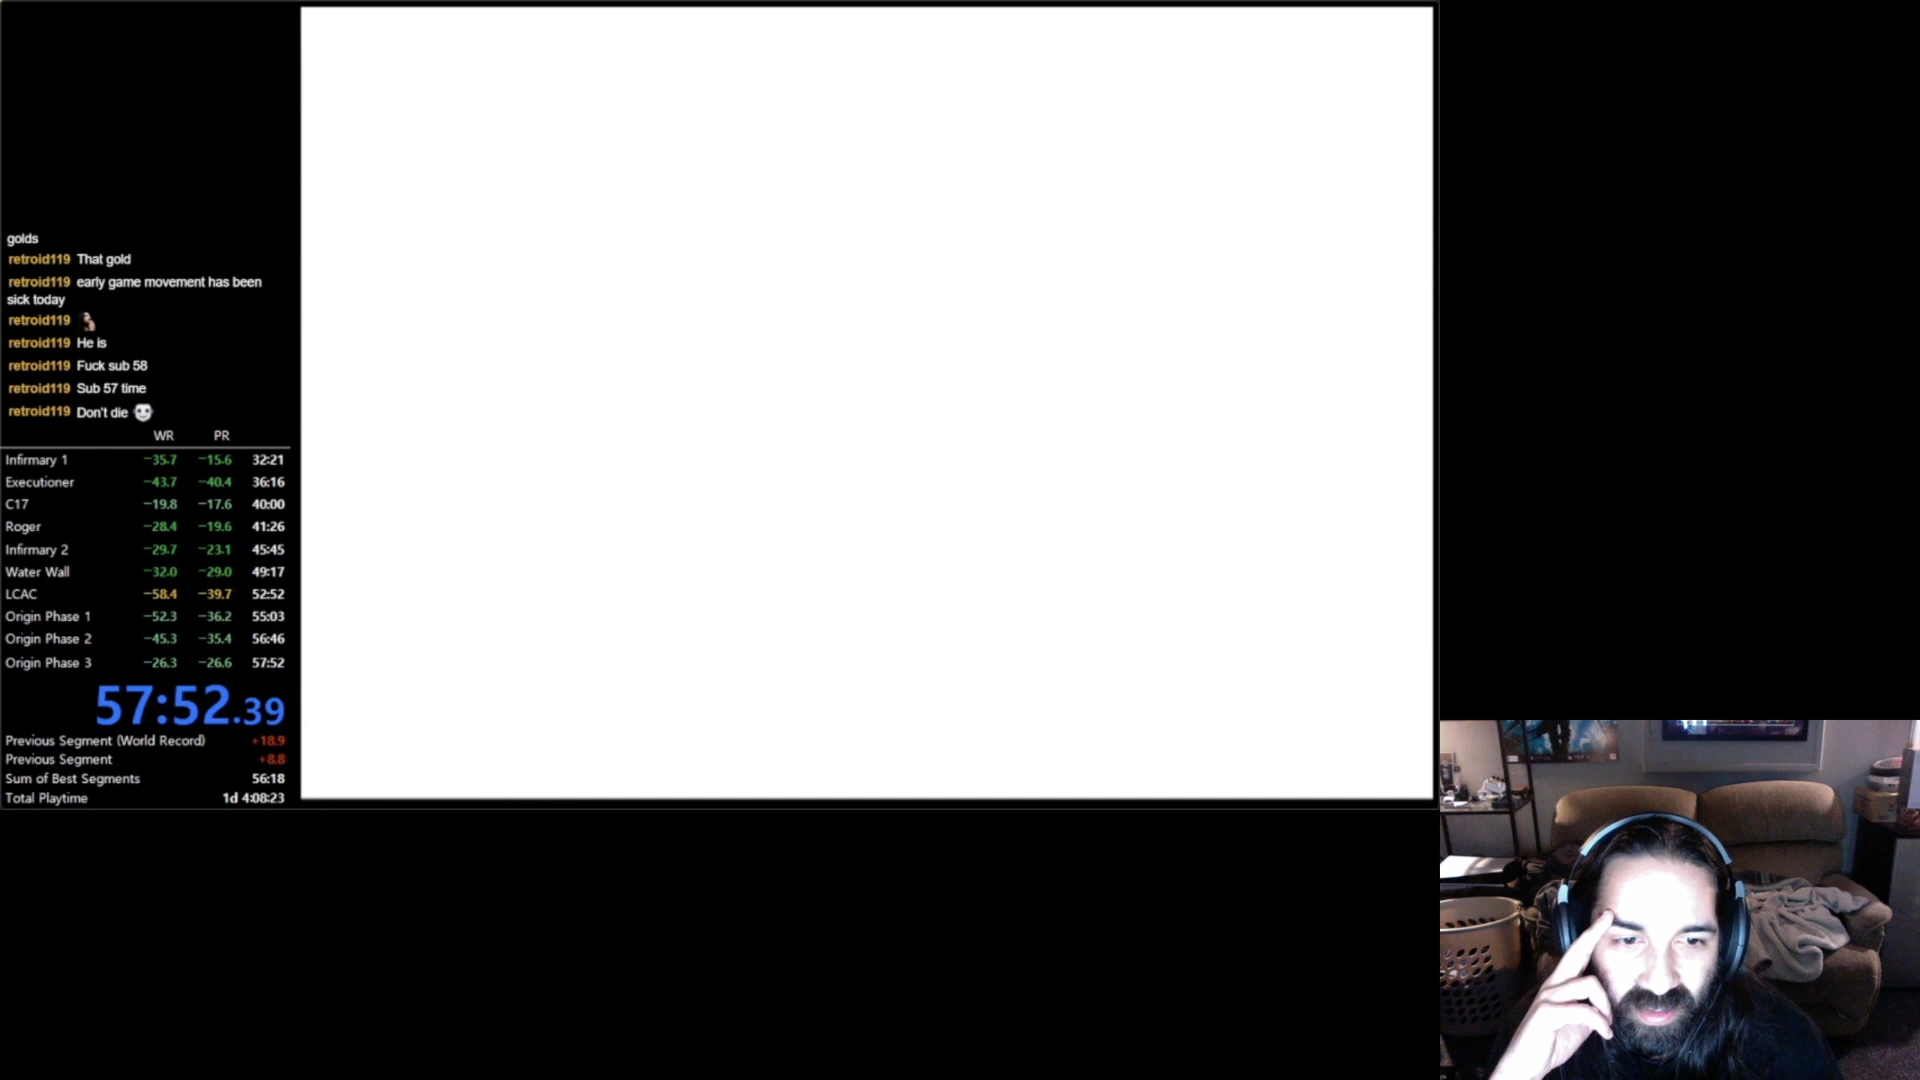 golds
retroid119 That gold
retroid119 early game movement has been
sick today
retroid119
retroid119 He is
retroid119 Fuck sub 58
retroid119 Sub 57 time
retroid119 Don't die
WR PR
Infirmary 1 −35.7 −15.6 32:21
Executioner −43.7 −40.4 36:16
C17 −19.8 −17.6 40:00
Roger −28.4 −19.6 41:26
Infirmary 2 −29.7 −23.1 45:45
Water Wall −32.0 −29.0 49:17
LCAC −58.4 −39.7 52:52
Origin Phase 1 −52.3 −36.2 55:03
Origin Phase 2 −45.3 −35.4 56:46
Origin Phase 3 −26.3 −26.6 57:52
57:52.39
Previous Segment (World Record) +18.9
Previous Segment +8.8
Sum of Best Segments 56:18
Total Playtime 1d 4:08:23